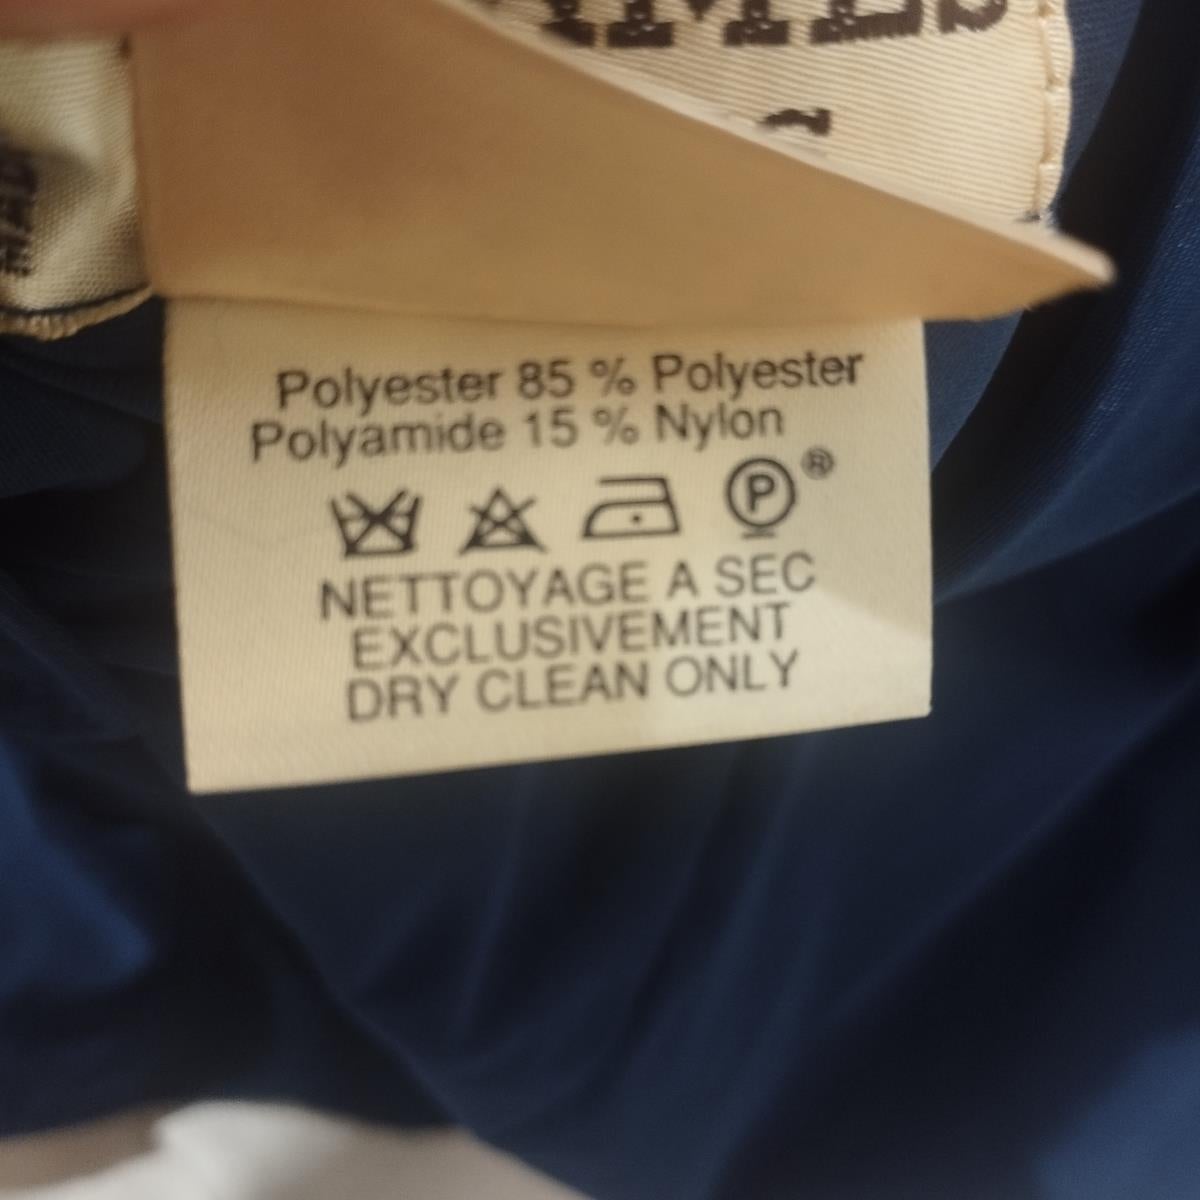 Polyester 85 % Polyester
Polyamide 15 % Nylon
P ®
NETTOYAGE A SEC
EXCLUSIVEMENT
DRY CLEAN ONLY